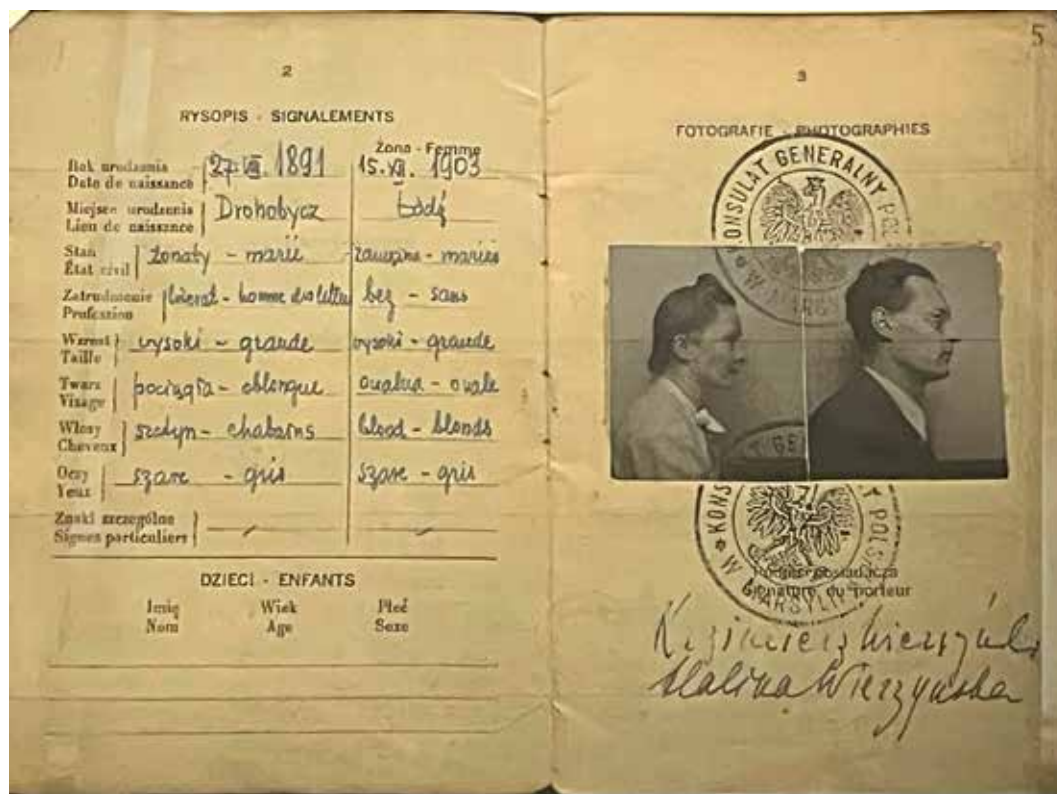 5
2
RYSOPIS - SIGNALEMENTS
Żona - Femme
Rok urodzenia
Date de naissance
27 VIII 1891
15. XII. 1903
Miejsce urodzenia
Lieu de naissance
Drohobycz
Łódź
Stan
État civil
żonaty - marié
zamężna - mariée
Zatrudnienie
Profession
literat - homme des lettres
bez - sans
Wzrost
Taille
wysoki - grande
wysoki - grande
Twarz
Visage
pociągła - oblongue
owalna - ovale
Włosy
Cheveux
szatyn - chatains
blond - blonds
Oczy
Yeux
szare - gris
szare - gris
Znaki szczególne
Signes particuliers
DZIECI - ENFANTS
Imię Wiek Płeć
Nom Age Sexe
3
FOTOGRAFIE - PHOTOGRAPHIES
KONSULAT GENERALNY
W MARSYLII
Podpis posiadacza
Signature du porteur
Kazimierz Wierzyński
Halina Wierzyńska